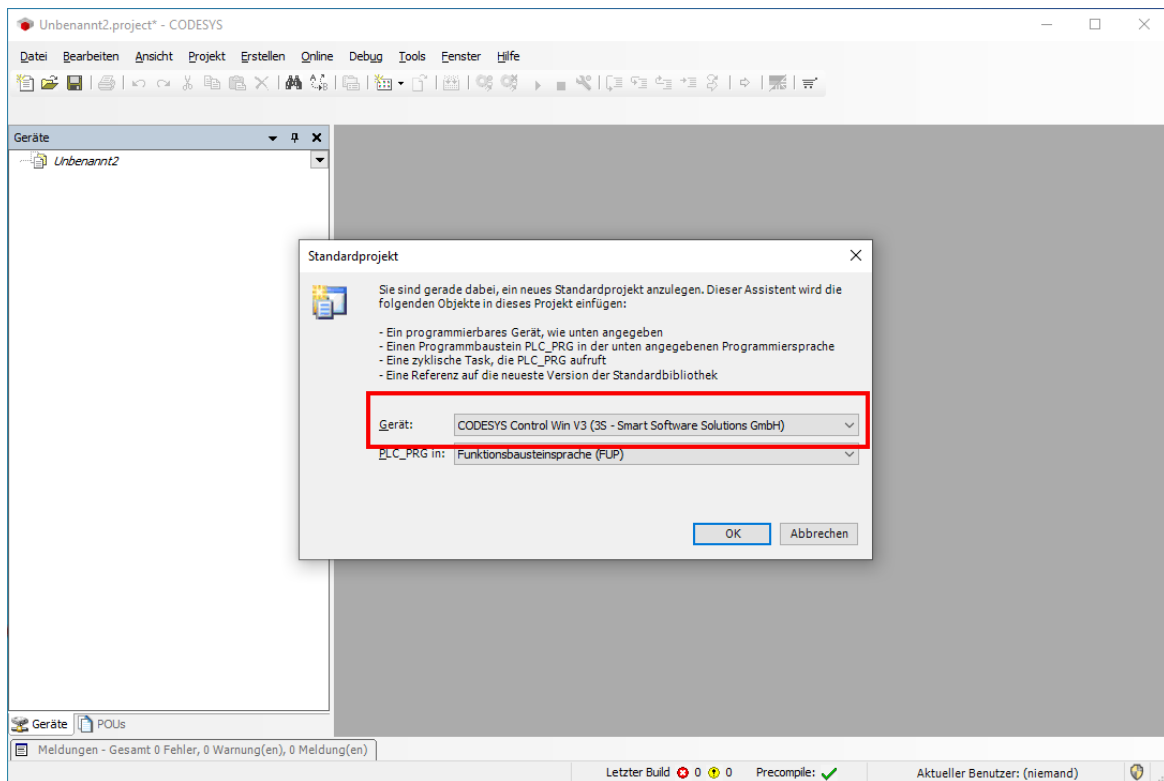 Unbenannt2.project* - CODESYS
Datei Bearbeiten Ansicht Projekt Erstellen Online Debug Tools Fenster Hilfe
Geräte
Unbenannt2
Standardprojekt
Sie sind gerade dabei, ein neues Standardprojekt anzulegen. Dieser Assistent wird die
folgenden Objekte in dieses Projekt einfügen:
- Ein programmierbares Gerät, wie unten angegeben
- Einen Programmbaustein PLC_PRG in der unten angegebenen Programmiersprache
- Eine zyklische Task, die PLC_PRG aufruft
- Eine Referenz auf die neueste Version der Standardbibliothek
Gerät: CODESYS Control Win V3 (3S - Smart Software Solutions GmbH)
PLC_PRG in: Funktionsbausteinsprache (FUP)
OK Abbrechen
Geräte POUs
Meldungen - Gesamt 0 Fehler, 0 Warnung(en), 0 Meldung(en)
Letzter Build 0 0 Precompile: Aktueller Benutzer: (niemand)